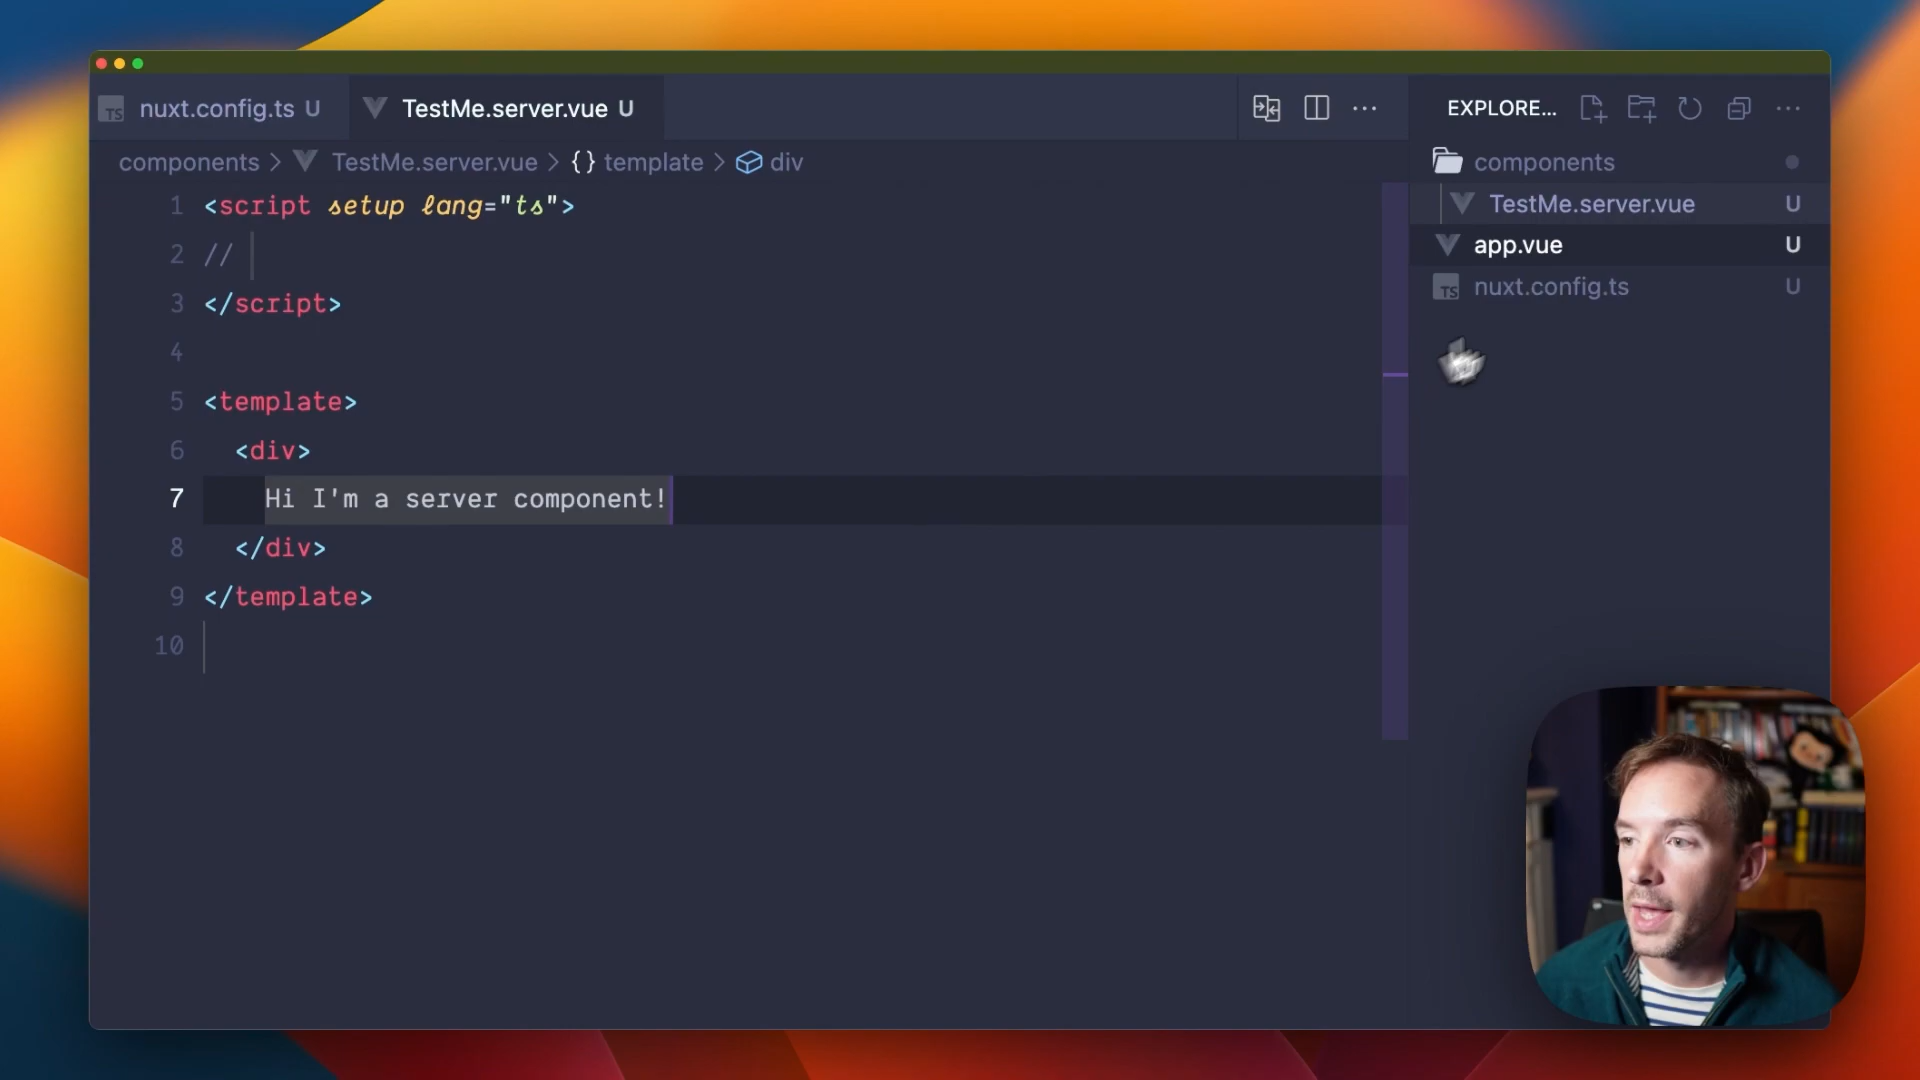 nuxt.config.ts U
TestMe.server.vue U
EXPLORE...
components > TestMe.server.vue > {} template > div
components
TestMe.server.vue U
app.vue U
TS nuxt.config.ts U
1 <script setup lang="ts">
2 //
3 </script>
4
5 <template>
6 <div>
7 Hi I'm a server component!
8 </div>
9 </template>
10